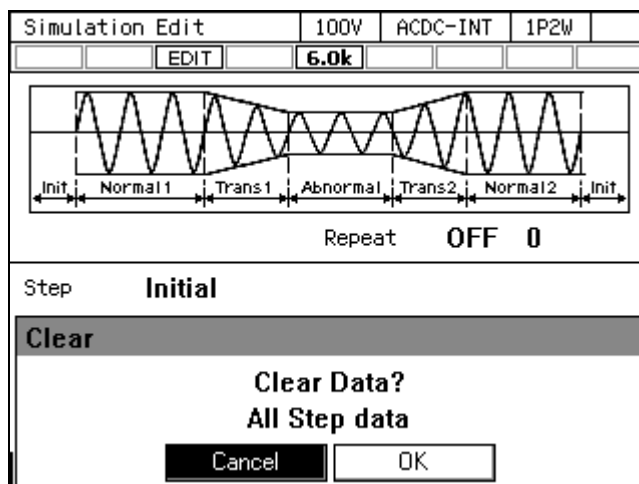 Simulation Edit 100V ACDC-INT 1P2W
EDIT 6.0k
Init Normal1 Trans1 Abnormal Trans2 Normal2 Init
Repeat OFF 0
Step Initial
Clear
Clear Data?
All Step data
Cancel OK